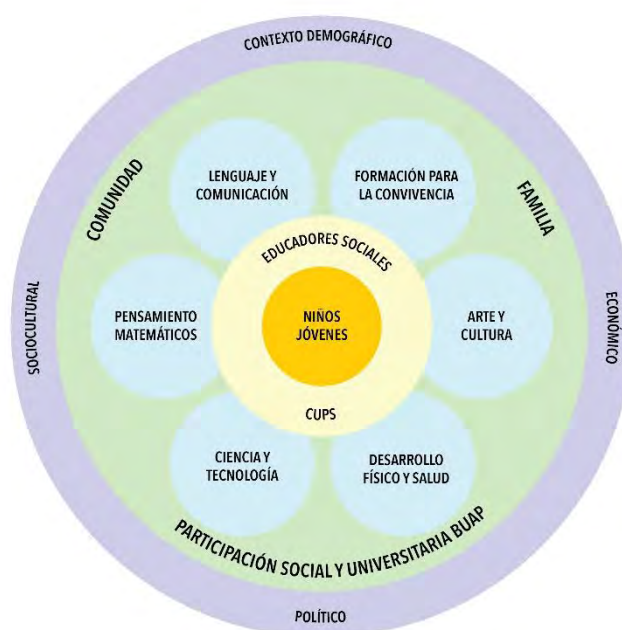 CONTEXTO DEMOGRÁFICO
COMUNIDAD
LENGUAJE Y
COMUNICACIÓN
FORMACIÓN PARA
LA CONVIVENCIA
FAMILIA
EDUCADORES SOCIALES
SOCIOCULTURAL
PENSAMIENTO
MATEMÁTICOS
NIÑOS
JÓVENES
ARTE Y
CULTURA
ECONÓMICO
CUPS
CIENCIA Y
TECNOLOGÍA
DESARROLLO
FÍSICO Y SALUD
PARTICIPACIÓN SOCIAL Y UNIVERSITARIA BUAP
POLÍTICO